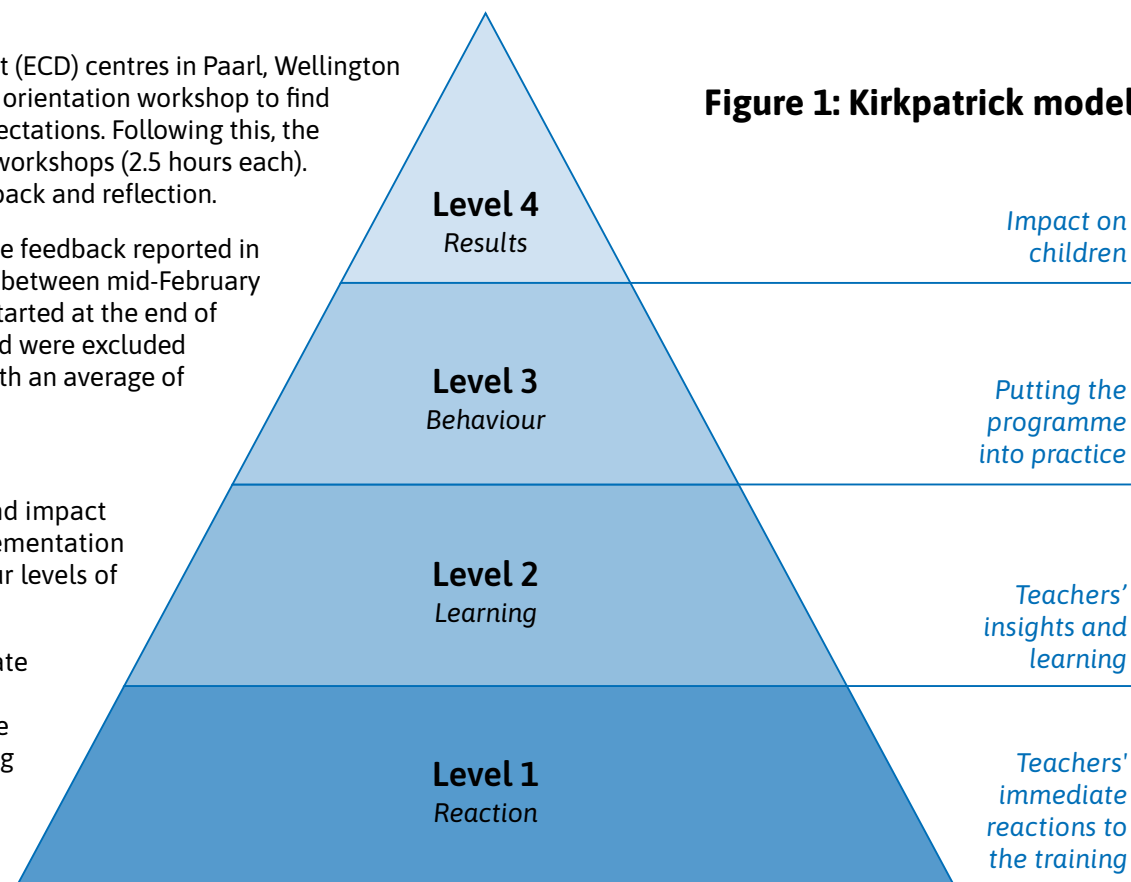 t (ECD) centres in Paarl, Wellington
orientation workshop to find
ectations. Following this, the
workshops (2.5 hours each).
back and reflection.
e feedback reported in
between mid-February
tarted at the end of
d were excluded
th an average of
nd impact
ementation
ur levels of
ate
e
g
Figure 1: Kirkpatrick model
Level 4
Results
Impact on
children
Level 3
Behaviour
Putting the
programme
into practice
Level 2
Learning
Teachers’
insights and
learning
Level 1
Reaction
Teachers'
immediate
reactions to
the training